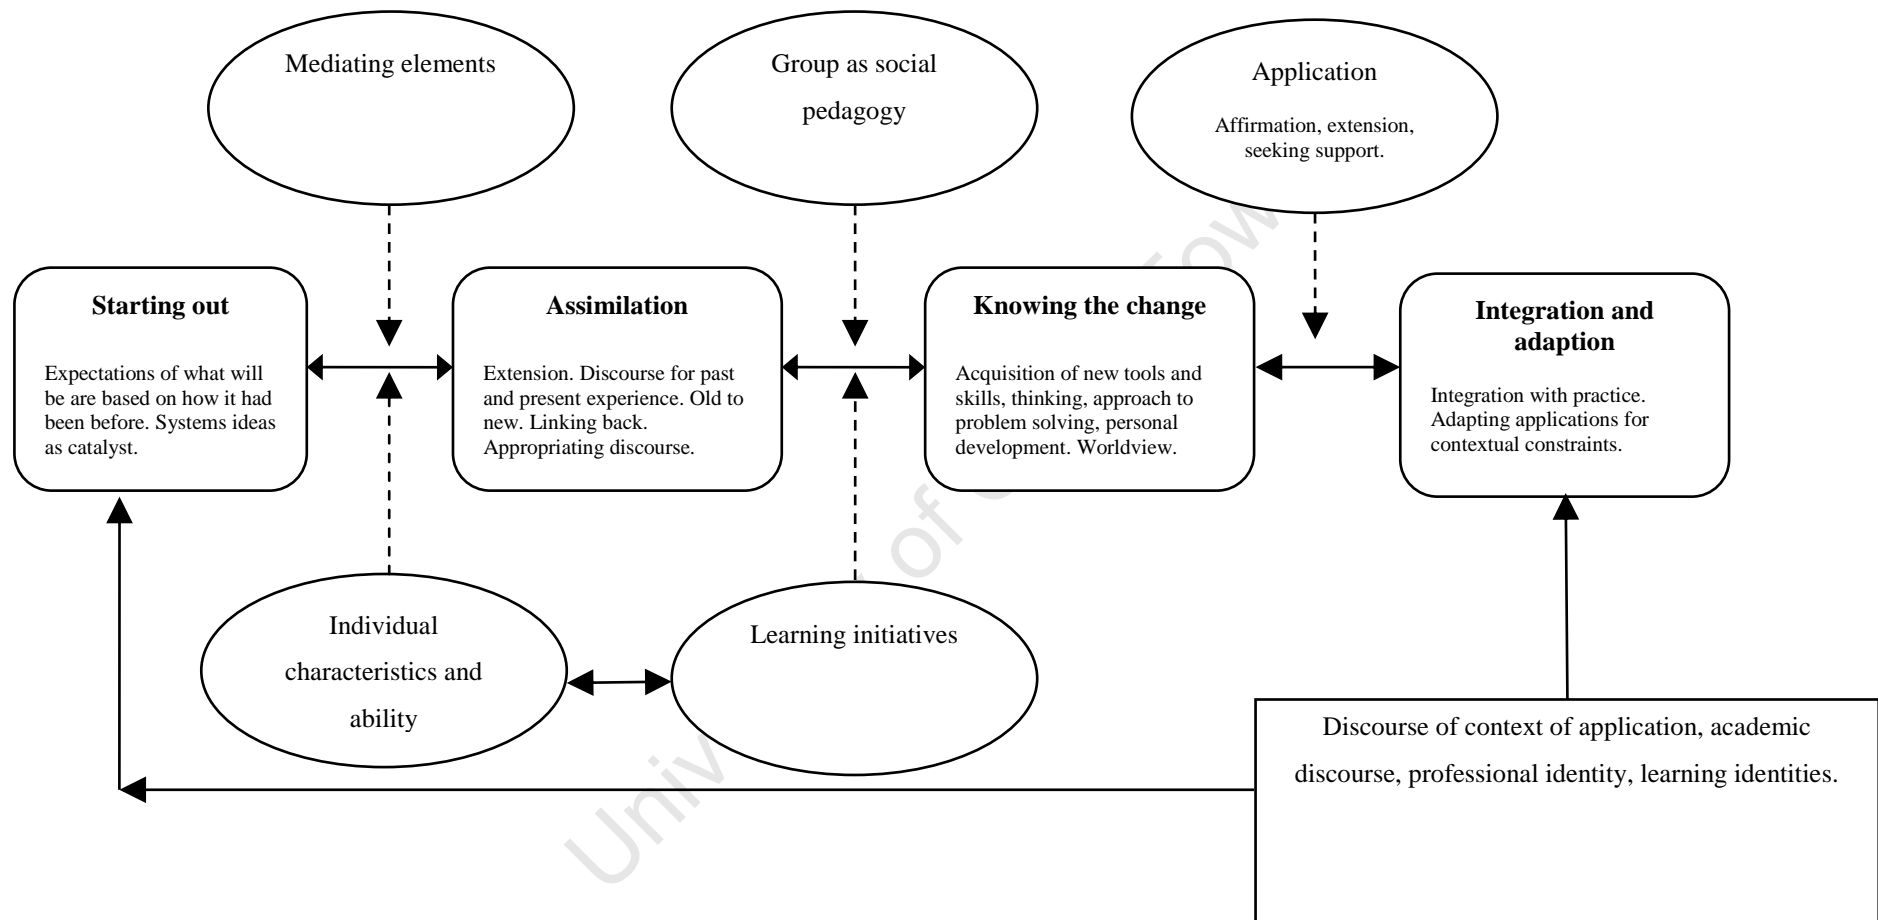 Mediating elements
Group as social
pedagogy
Application
Affirmation, extension,
seeking support.
Starting out
Expectations of what will
be are based on how it had
been before. Systems ideas
as catalyst.
Assimilation
Extension. Discourse for past
and present experience. Old to
new. Linking back.
Appropriating discourse.
Knowing the change
Acquisition of new tools and
skills, thinking, approach to
problem solving, personal
development. Worldview.
Integration and
adaption
Integration with practice.
Adapting applications for
contextual constraints.
Individual
characteristics and
ability
Learning initiatives
Discourse of context of application, academic
discourse, professional identity, learning identities.